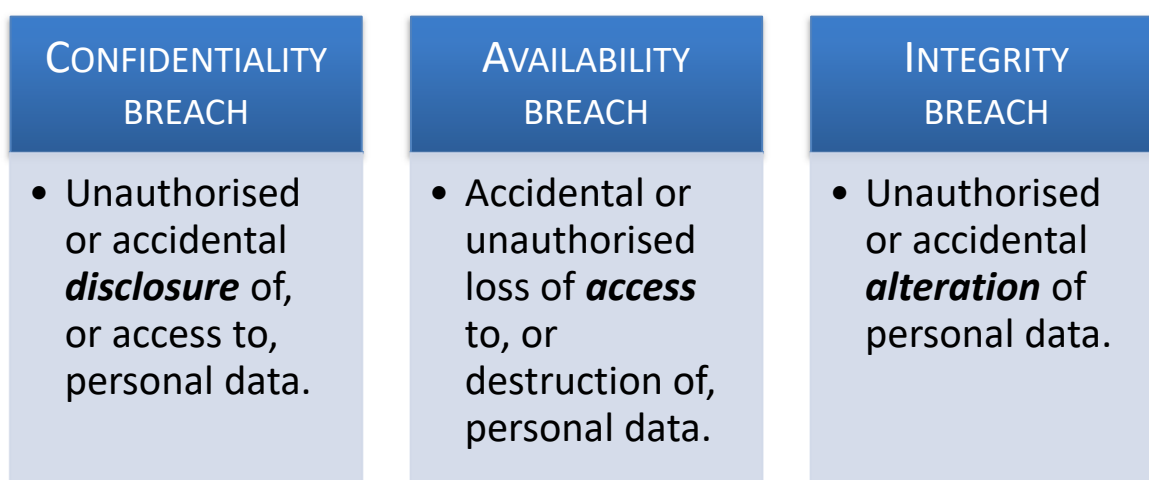 CONFIDENTIALITY
BREACH
• Unauthorised
or accidental
disclosure of,
or access to,
personal data.
AVAILABILITY
BREACH
• Accidental or
unauthorised
loss of access
to, or
destruction of,
personal data.
INTEGRITY
BREACH
• Unauthorised
or accidental
alteration of
personal data.